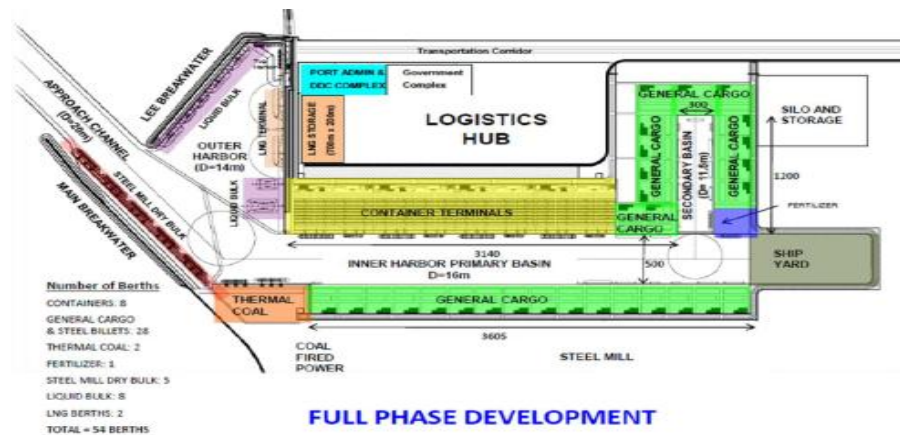 Transportation Corridor
LEE BREAKWATER
LIQUID BULK
PORT ADMIN &
DDC COMPLEX
Government
Complex
APPROACH CHANNEL
(D=20m)
OUTER
HARBOR
(D=14m)
LNG TERMINAL
LNG STORAGE
(700m x 200m)
LOGISTICS
HUB
GENERAL CARGO
300
GENERAL CARGO
SECONDARY BASIN
(D= 11.5m)
GENERAL CARGO
SILO AND
STORAGE
1200
FERTILIZER
STEEL MILL DRY BULK
MAIN BREAKWATER
LIQUID BULK
CONTAINER TERMINALS
GENERAL
CARGO
3140
INNER HARBOR PRIMARY BASIN
D=16m
500
SHIP
YARD
THERMAL
COAL
GENERAL CARGO
3605
COAL
FIRED
POWER
STEEL MILL
Number of Berths
CONTAINERS: 8
GENERAL CARGO
& STEEL BILLETS: 28
THERMAL COAL: 2
FERTILIZER: 1
STEEL MILL DRY BULK: 5
LIQUID BULK: 8
LNG BERTHS: 2
TOTAL = 54 BERTHS
FULL PHASE DEVELOPMENT